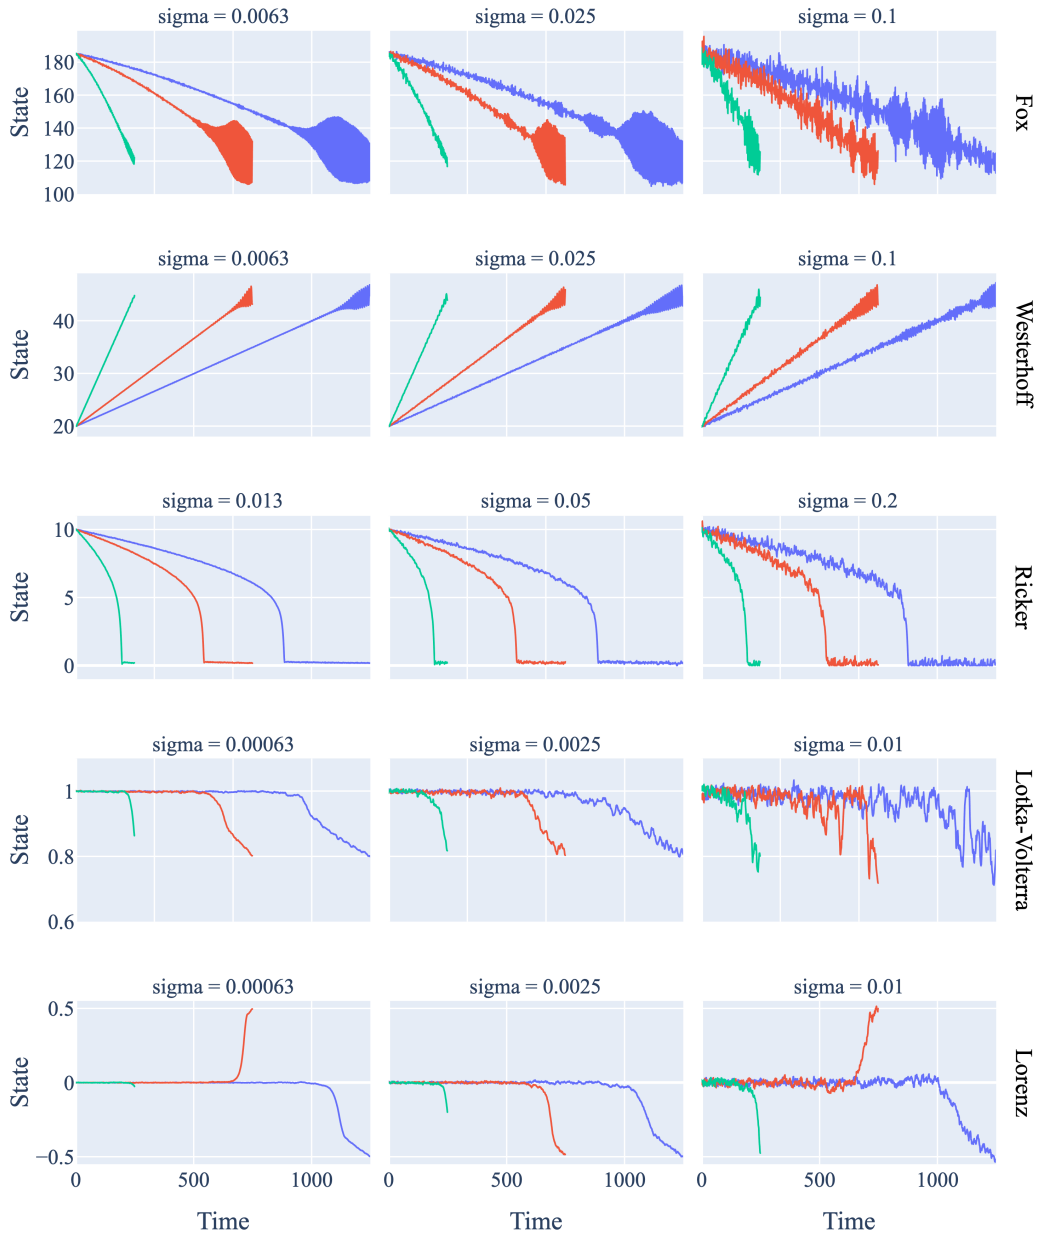 sigma = 0.0063
sigma = 0.025
sigma = 0.1
State
180
160
140
120
100
Fox
sigma = 0.0063
sigma = 0.025
sigma = 0.1
State
40
30
20
Westerhoff
sigma = 0.013
sigma = 0.05
sigma = 0.2
State
10
5
0
Ricker
sigma = 0.00063
sigma = 0.0025
sigma = 0.01
State
1
0.8
0.6
Lotka-Volterra
sigma = 0.00063
sigma = 0.0025
sigma = 0.01
State
0.5
0
−0.5
Lorenz
0
500
1000
0
500
1000
0
500
1000
Time
Time
Time